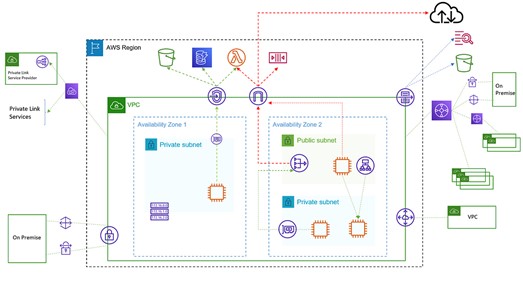 AWS Region
Private Link
Service Provider
Private Link
Services
VPC
Availability Zone 1
Availability Zone 2
Private subnet
Public subnet
Private subnet
On
Premise
On Premise
VPC